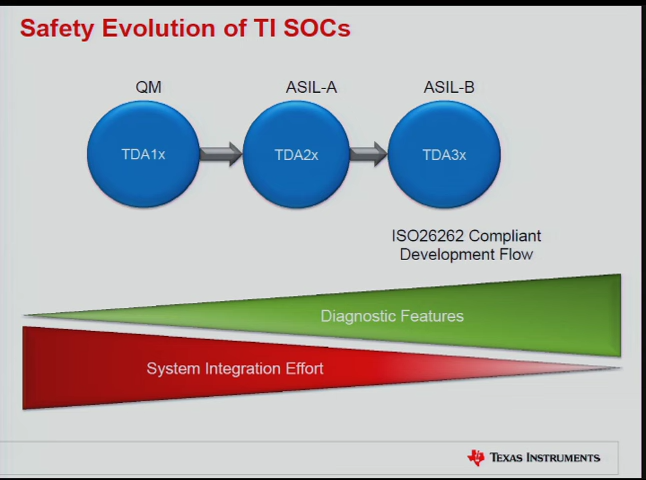 Safety Evolution of TI SOCs
QM
ASIL-A
ASIL-B
TDA1x
TDA2x
TDA3x
ISO26262 Compliant
Development Flow
Diagnostic Features
System Integration Effort
TEXAS INSTRUMENTS